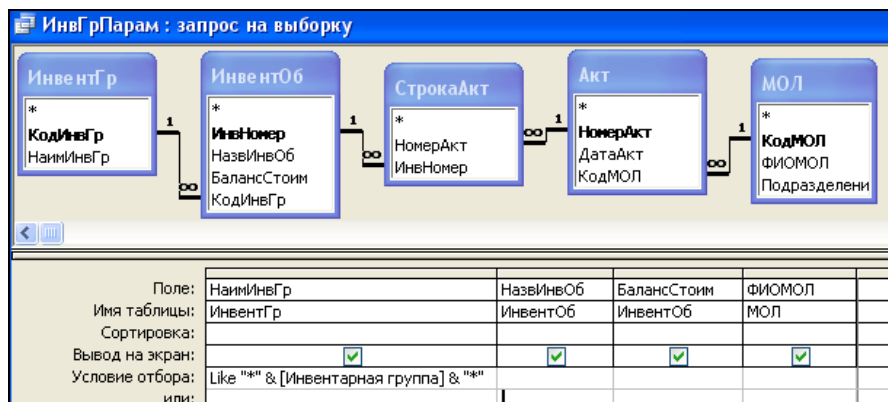 ИнвГрПарам : запрос на выборку
ИнвентГр
*
КодИнвГр
НаимИнвГр
1
∞
ИнвентОб
*
ИнвНомер
НазвИнвОб
БалансСтоим
КодИнвГр
1
∞
СтрокаАкт
*
НомерАкт
ИнвНомер
∞
1
Акт
*
НомерАкт
ДатаАкт
КодМОЛ
∞
1
МОЛ
*
КодМОЛ
ФИОМОЛ
Подразделени
Поле: НаимИнвГр НазвИнвОб БалансСтоим ФИОМОЛ
Имя таблицы: ИнвентГр ИнвентОб ИнвентОб МОЛ
Сортировка:
Вывод на экран:
Условие отбора: Like "*" & [Инвентарная группа] & "*"
или: